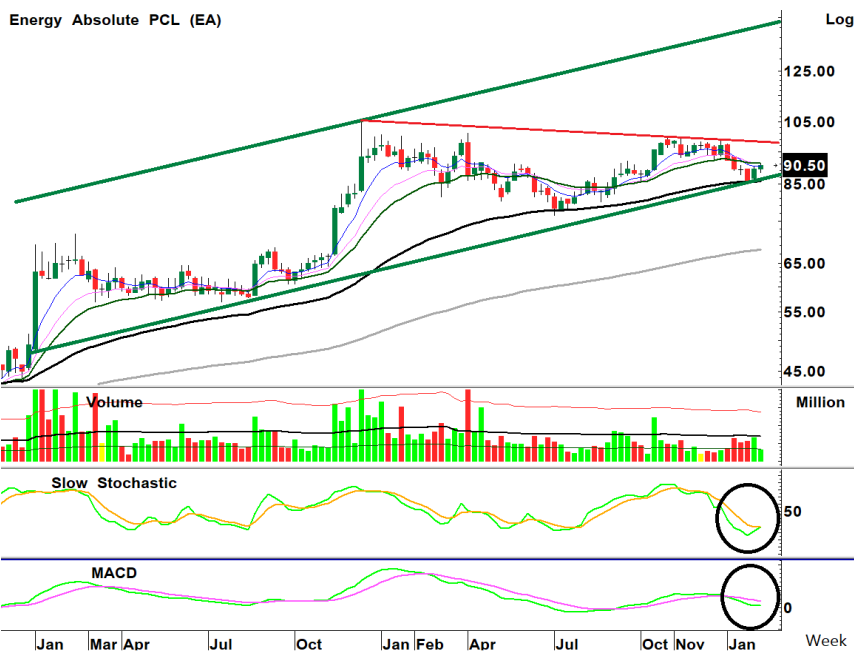 Energy Absolute PCL (EA) Log
125.00
105.00
90.50
85.00
65.00
55.00
45.00
Volume Million
Slow Stochastic
50
MACD
0
Jan Mar Apr Jul Oct Jan Feb Apr Jul Oct Nov Jan Week